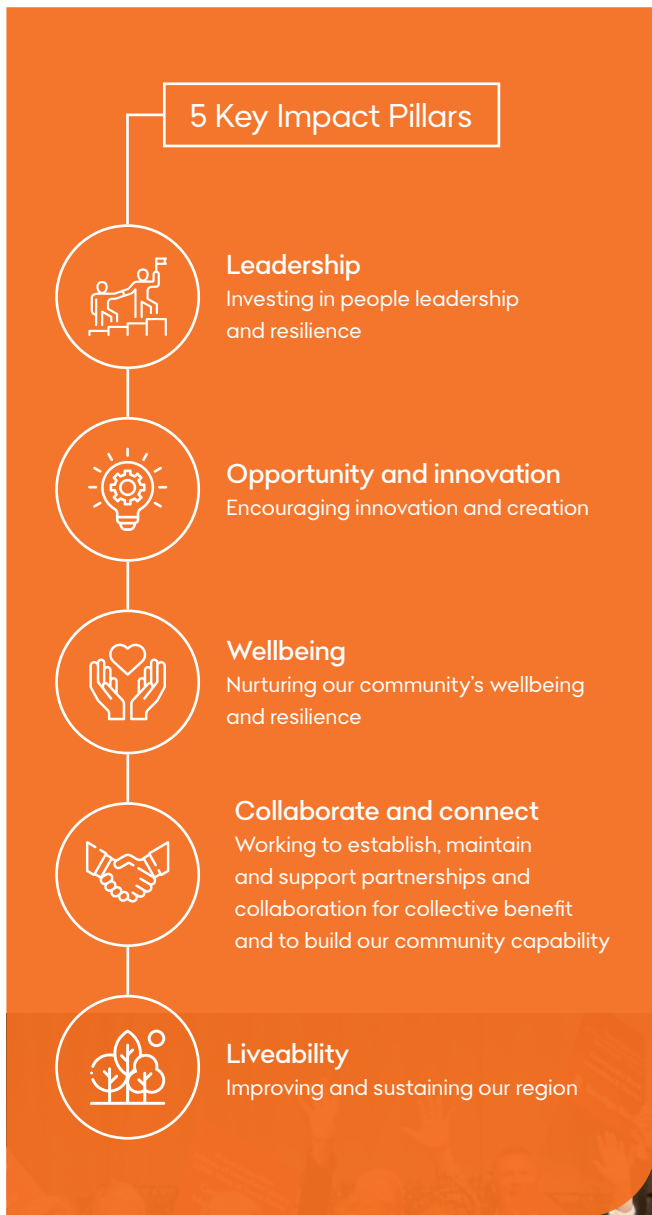 5 Key Impact Pillars
Leadership
Investing in people leadership
and resilience
Opportunity and innovation
Encouraging innovation and creation
Wellbeing
Nurturing our community’s wellbeing
and resilience
Collaborate and connect
Working to establish, maintain
and support partnerships and
collaboration for collective benefit
and to build our community capability
Liveability
Improving and sustaining our region